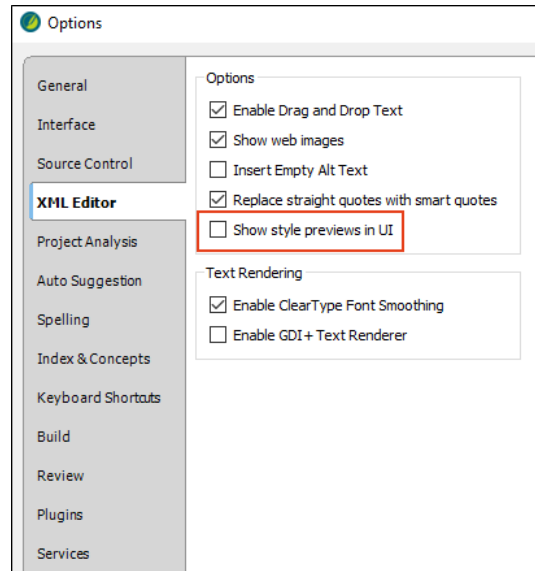 Options
General
Interface
Source Control
XML Editor
Project Analysis
Auto Suggestion
Spelling
Index & Concepts
Keyboard Shortcuts
Build
Review
Plugins
Services
Options
Enable Drag and Drop Text
Show web images
Insert Empty Alt Text
Replace straight quotes with smart quotes
Show style previews in UI
Text Rendering
Enable ClearType Font Smoothing
Enable GDI+ Text Renderer